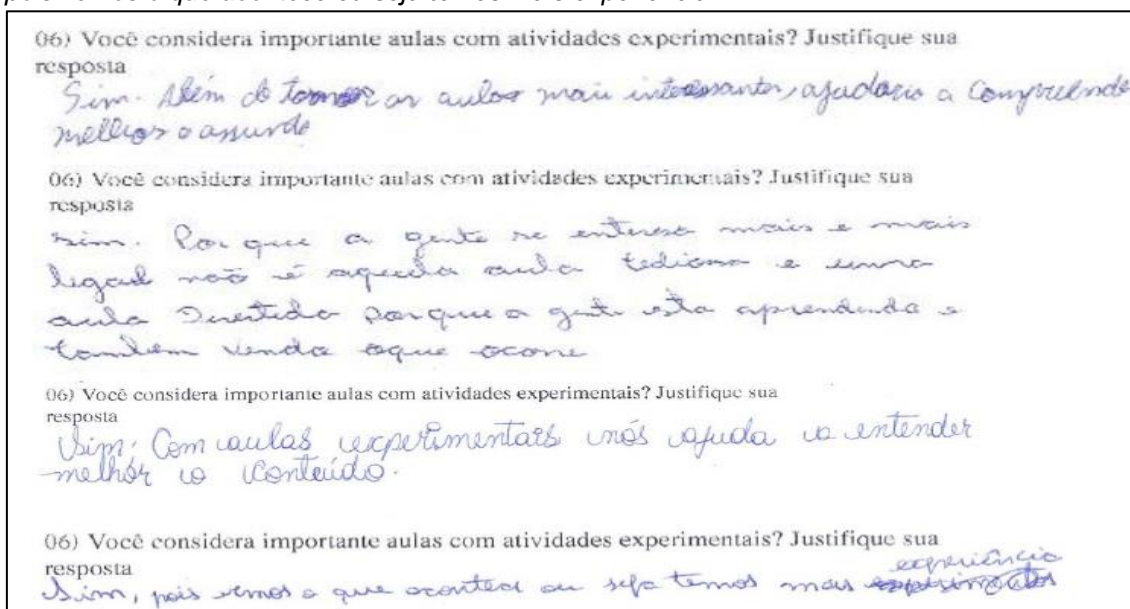 06) Você considera importante aulas com atividades experimentais? Justifique sua
resposta
Sim. Além de tornar as aulas mais interessantes, ajudaria a compreender
melhor o assunto
06) Você considera importante aulas com atividades experimentais? Justifique sua
resposta
sim. Por que a gente se enteresa mais e mais
legal não é aquela aula tediosa e uma
aula Divertida porque a gente esta aprendendo e
tambem vendo oque ocorre
06) Você considera importante aulas com atividades experimentais? Justifique sua
resposta
Sim, Com aulas experimentais nós ajuda a entender
melhor o conteúdo.
06) Você considera importante aulas com atividades experimentais? Justifique sua
resposta
experiência
Sim, pois vemos o que acontece ou seja temos mais